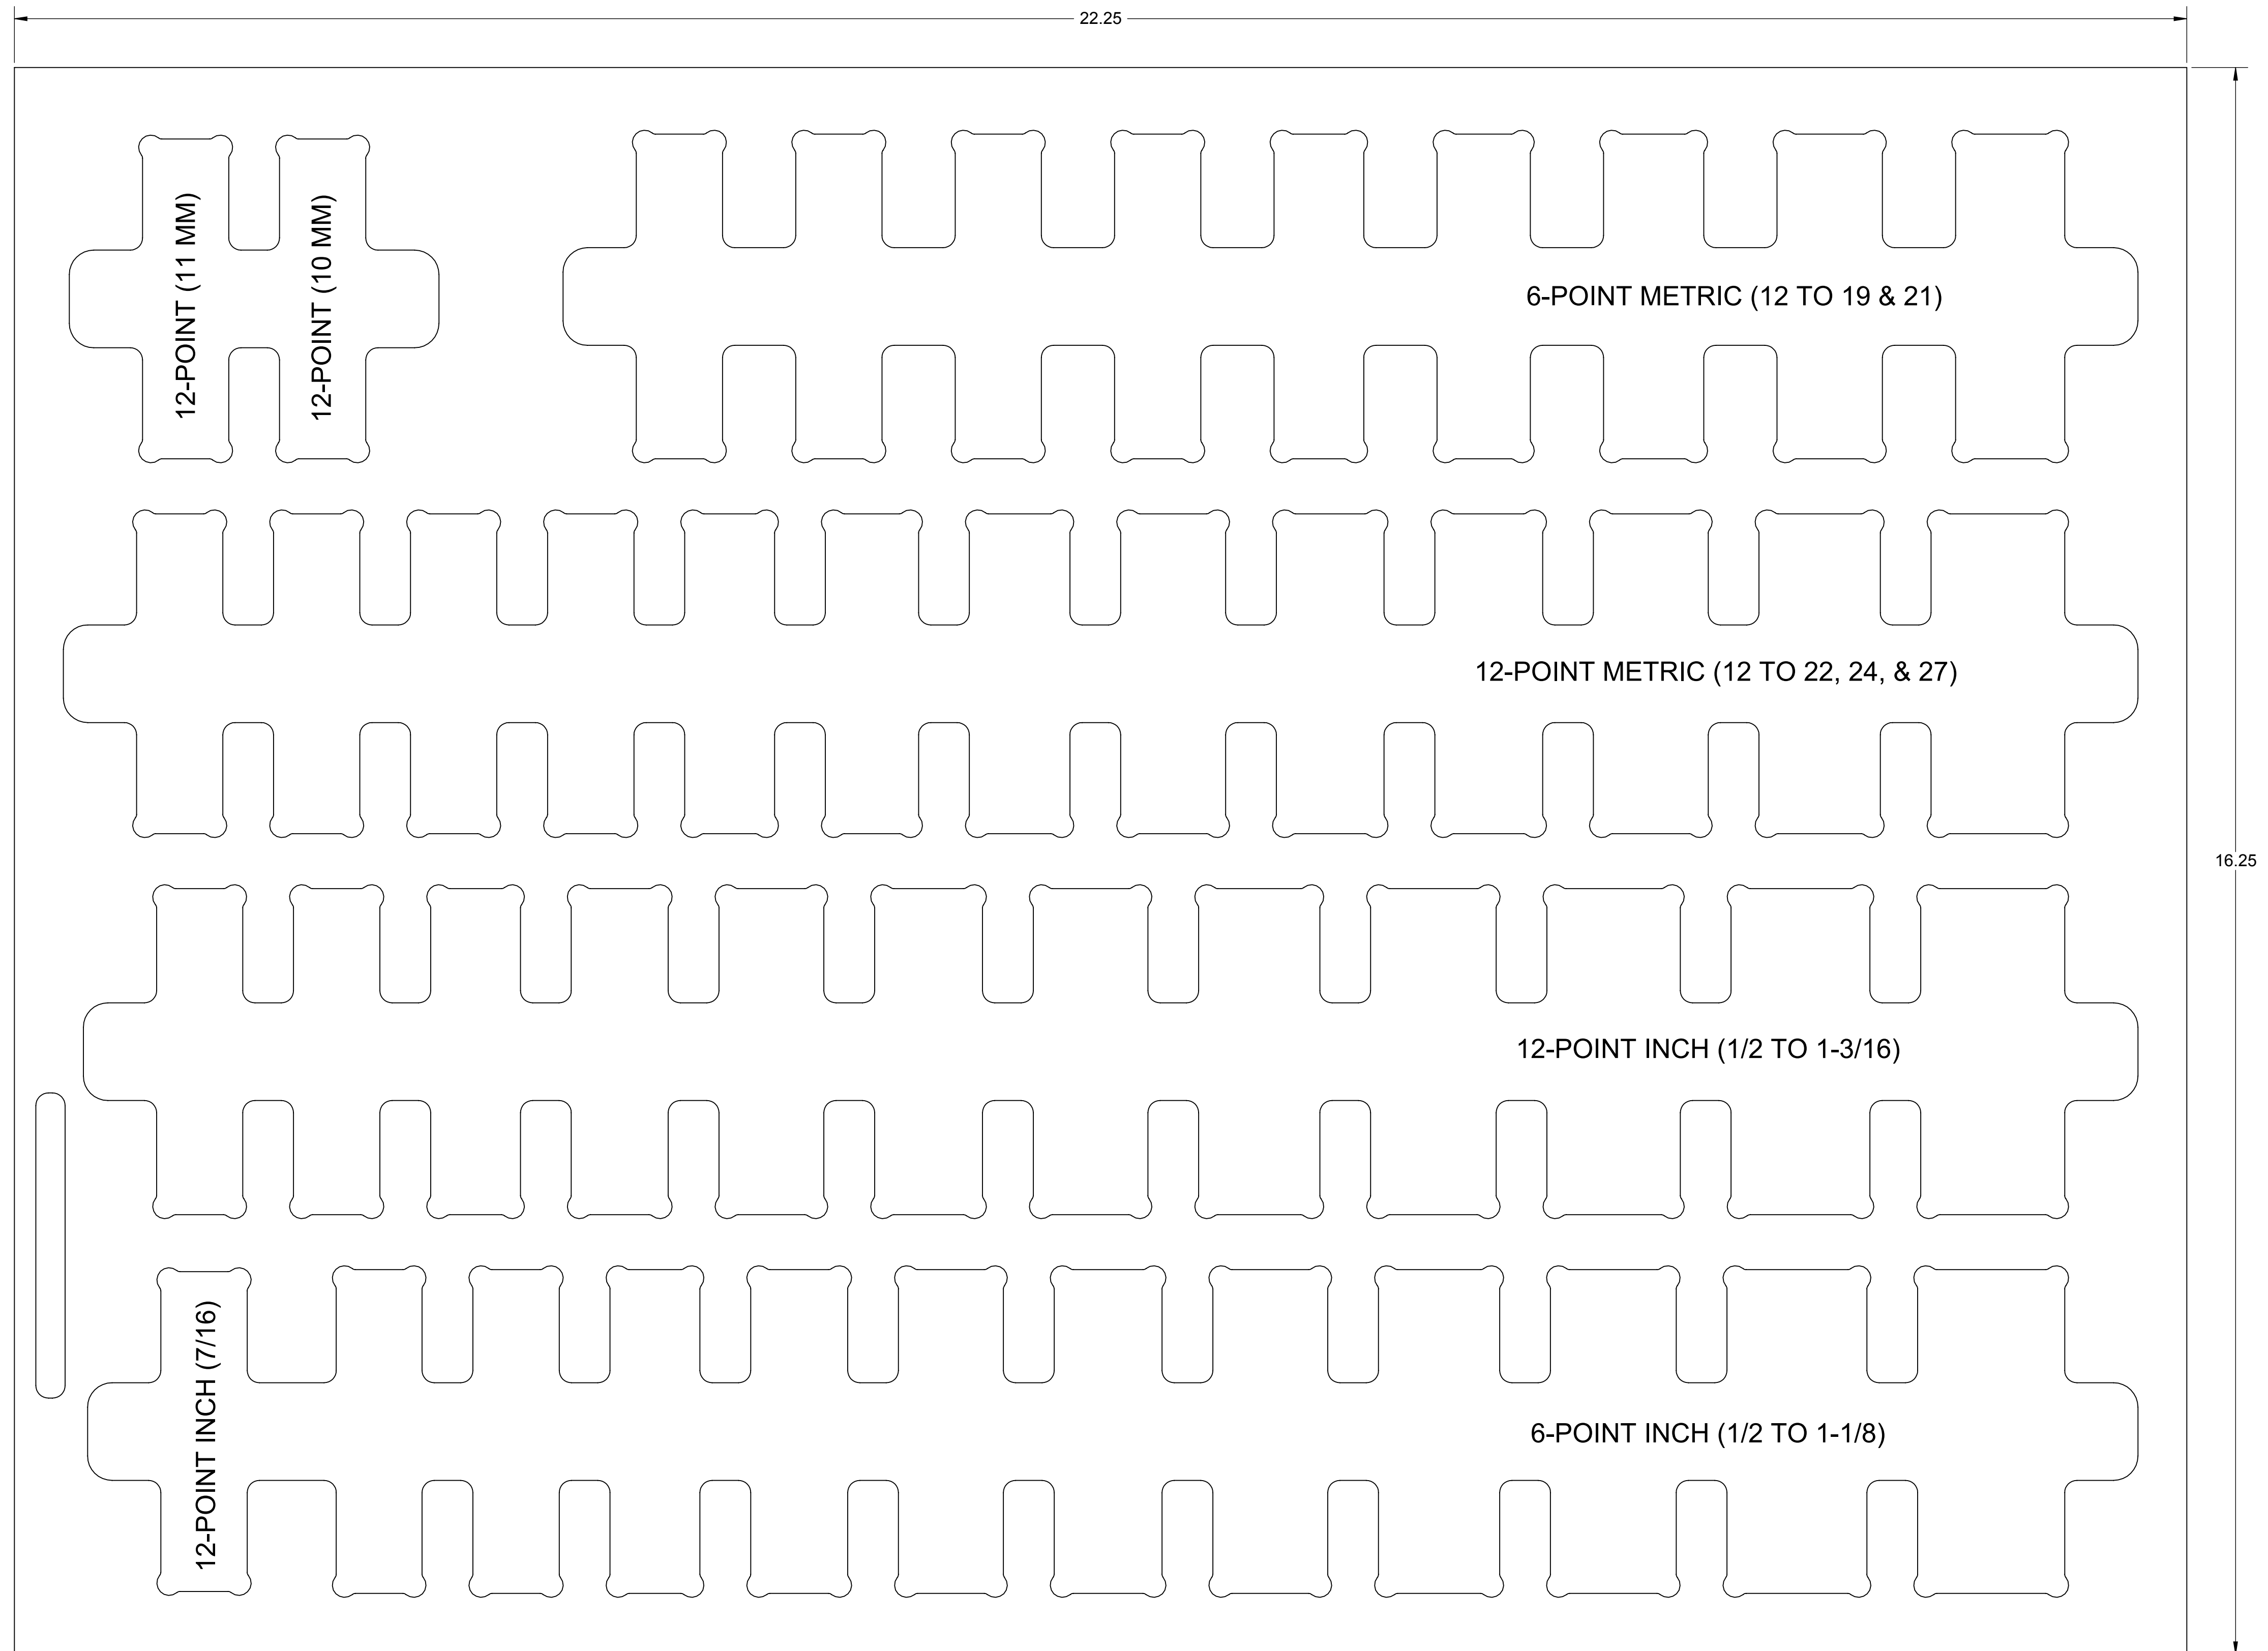 22.25
12-POINT (11 MM)
12-POINT (10 MM)
6-POINT METRIC (12 TO 19 & 21)
12-POINT METRIC (12 TO 22, 24, & 27)
16.25
12-POINT INCH (1/2 TO 1-3/16)
12-POINT INCH (7/16)
6-POINT INCH (1/2 TO 1-1/8)